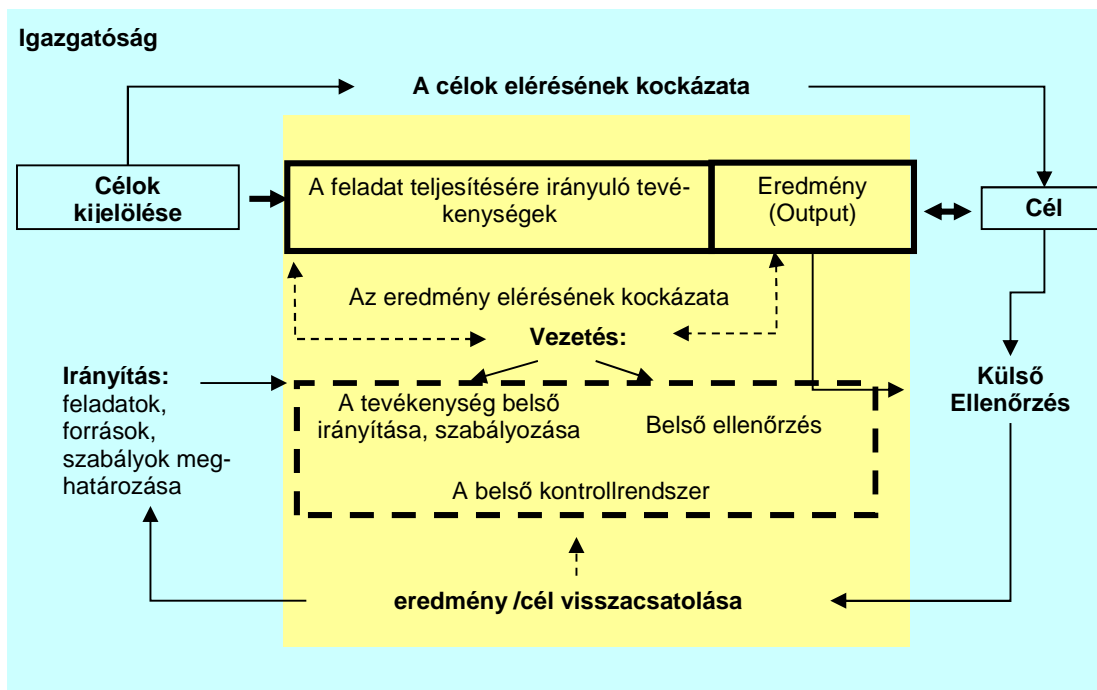 Igazgatóság
A célok elérésének kockázata
Célok
kijelölése
A feladat teljesítésére irányuló tevé-
kenységek
Eredmény
(Output)
Cél
Az eredmény elérésének kockázata
Vezetés:
Irányítás:
feladatok,
források,
szabályok meg-
határozása
A tevékenység belső
irányítása, szabályozása
Belső ellenőrzés
Külső
Ellenőrzés
A belső kontrollrendszer
eredmény /cél visszacsatolása